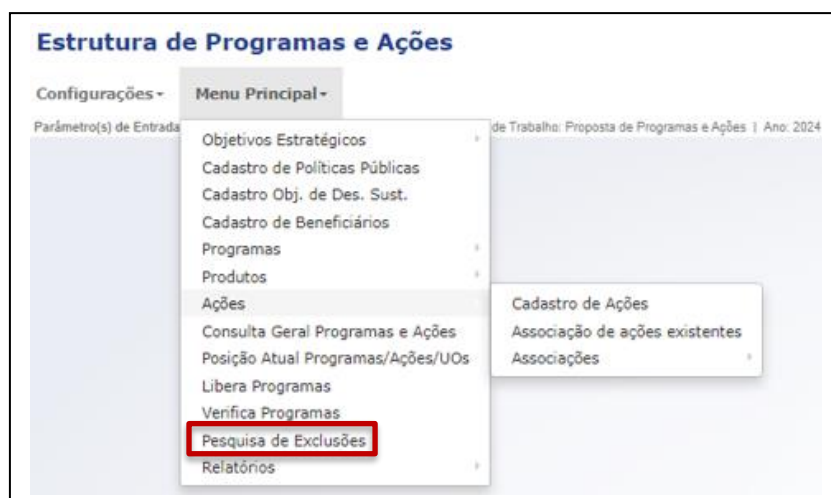 Estrutura de Programas e Ações
Configurações Menu Principal
Parâmetro(s) de Entrada de Trabalho: Proposta de Programas e Ações | Ano: 2024
Objetivos Estratégicos
Cadastro de Políticas Públicas
Cadastro Obj. de Des. Sust.
Cadastro de Beneficiários
Programas
Produtos
Ações
Cadastro de Ações
Consulta Geral Programas e Ações
Associação de ações existentes
Posição Atual Programas/Ações/UOs
Associações
Libera Programas
Verifica Programas
Pesquisa de Exclusões
Relatórios